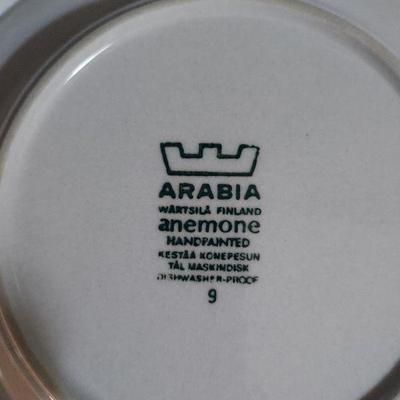 ARABIA
WÄRTSILÄ FINLAND
anemone
HANDPAINTED
KESTÄÄ KONEPESUN
TÅL MASKINDISK
DISHWASHER-PROOF
9